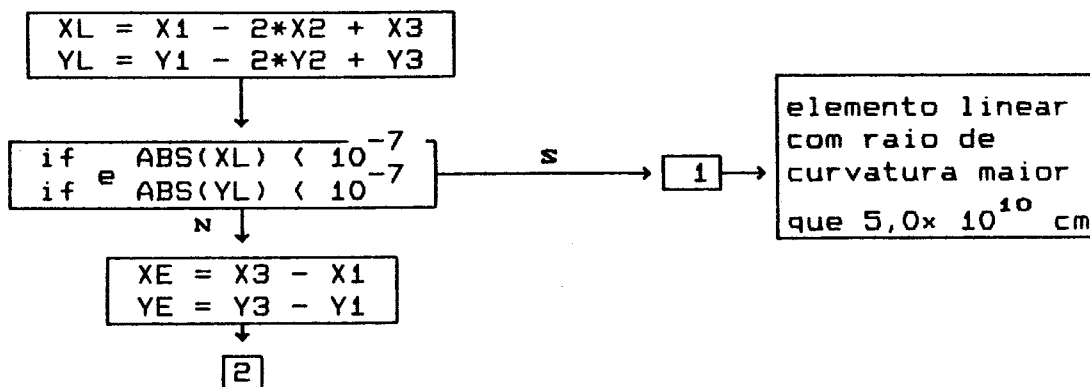 XL = X1 - 2*X2 + X3
YL = Y1 - 2*Y2 + Y3
if ABS(XL) < 10^-7
e
if ABS(YL) < 10^-7
S
1
elemento linear
com raio de
curvatura maior
que 5,0x 10^10 cm
N
XE = X3 - X1
YE = Y3 - Y1
2